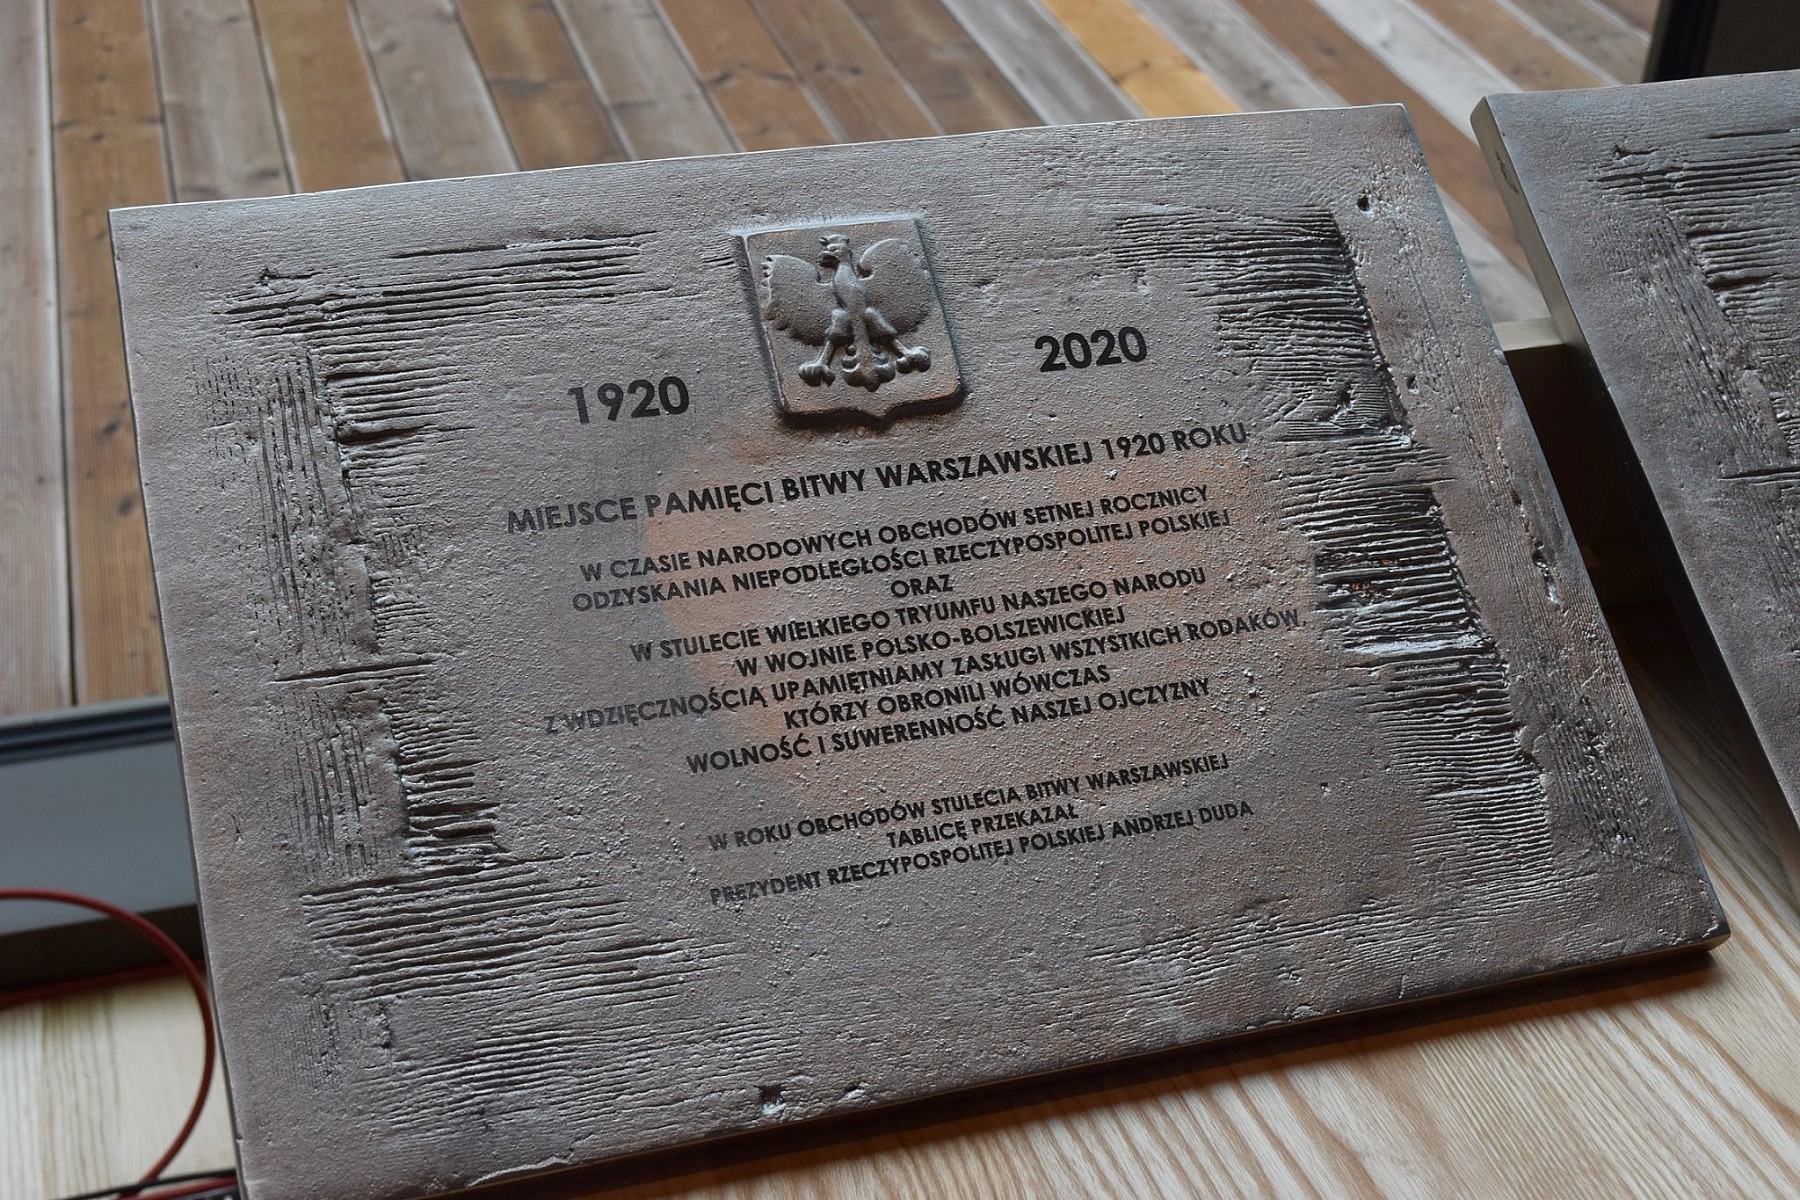 1920
2020
MIEJSCE PAMIĘCI BITWY WARSZAWSKIEJ 1920 ROKU
W CZASIE NARODOWYCH OBCHODÓW SETNEJ ROCZNICY
ODZYSKANIA NIEPODLEGŁOŚCI RZECZYPOSPOLITEJ POLSKIEJ
ORAZ
W STULECIE WIELKIEGO TRYUMFU NASZEGO NARODU
W WOJNIE POLSKO-BOLSZEWICKIEJ
Z WDZIĘCZNOŚCIĄ UPAMIĘTNIAMY ZASŁUGI WSZYSTKICH RODAKÓW,
KTÓRZY OBRONILI WÓWCZAS
WOLNOŚĆ I SUWERENNOŚĆ NASZEJ OJCZYZNY
W ROKU OBCHODÓW STULECIA BITWY WARSZAWSKIEJ
TABLICĘ PRZEKAZAŁ
PREZYDENT RZECZYPOSPOLITEJ POLSKIEJ ANDRZEJ DUDA